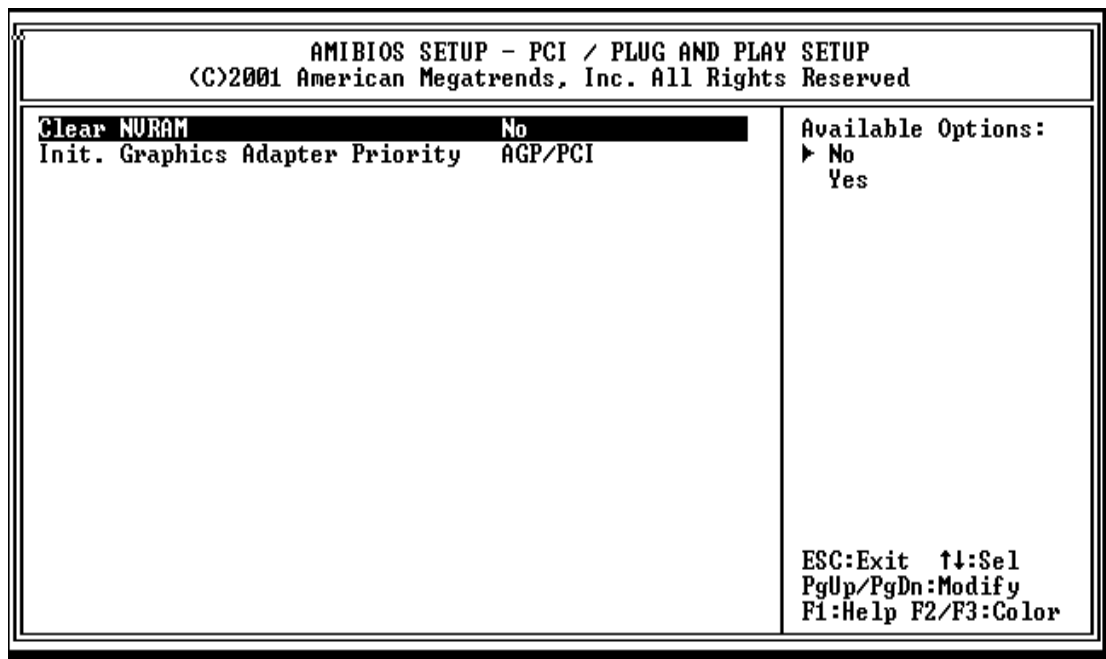 AMIBIOS SETUP - PCI / PLUG AND PLAY SETUP
(C)2001 American Megatrends, Inc. All Rights Reserved
Clear NVRAM No
Init. Graphics Adapter Priority AGP/PCI
Available Options:
► No
Yes
ESC:Exit ↑↓:Sel
PgUp/PgDn:Modify
F1:Help F2/F3:Color